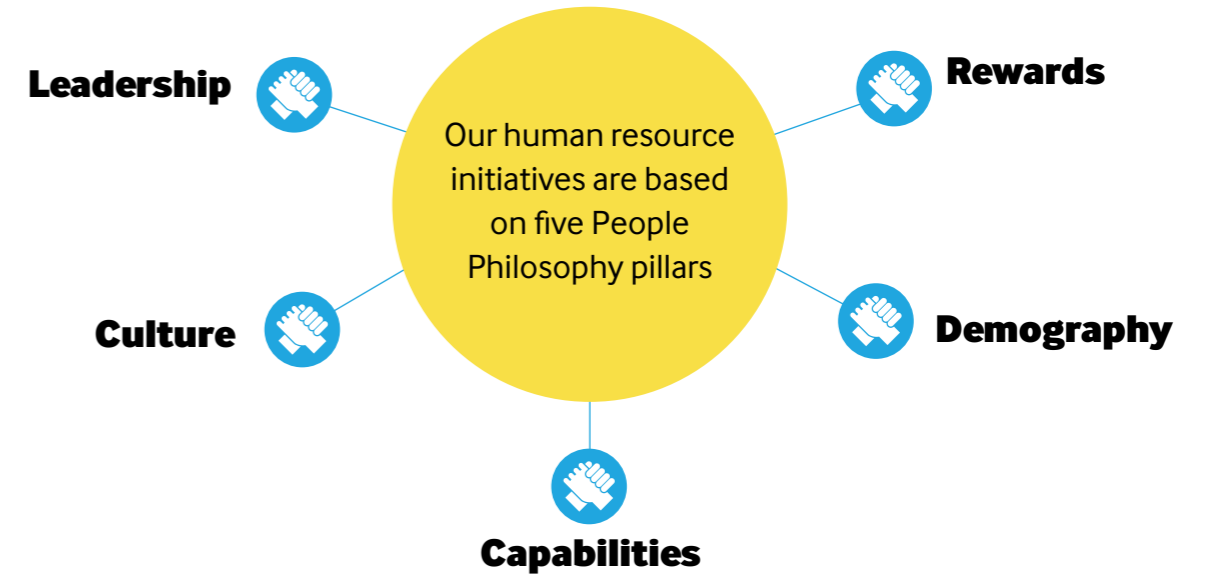 Leadership
Rewards
Our human resource
initiatives are based
on five People
Philosophy pillars
Culture
Demography
Capabilities